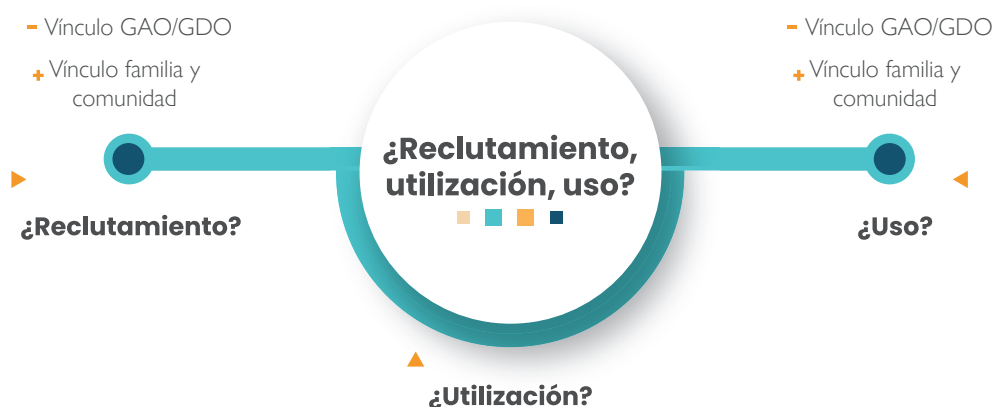 - Vínculo GAO/GDO
+ Vínculo familia y
comunidad
¿Reclutamiento?
¿Reclutamiento,
utilización, uso?
¿Utilización?
- Vínculo GAO/GDO
+ Vínculo familia y
comunidad
¿Uso?